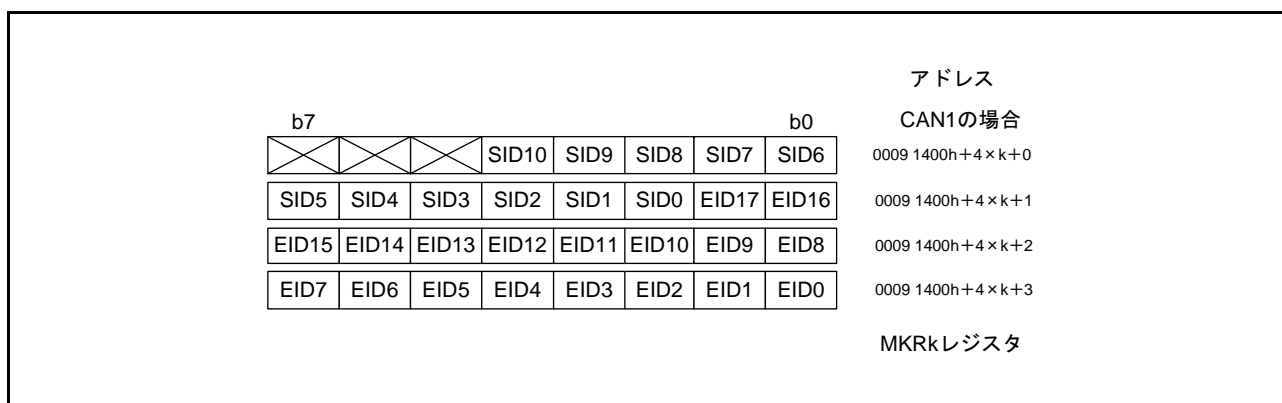 アドレス
b7 b0 CAN1の場合
SID10 SID9 SID8 SID7 SID6 0009 1400h+4×k+0
SID5 SID4 SID3 SID2 SID1 SID0 EID17 EID16 0009 1400h+4×k+1
EID15 EID14 EID13 EID12 EID11 EID10 EID9 EID8 0009 1400h+4×k+2
EID7 EID6 EID5 EID4 EID3 EID2 EID1 EID0 0009 1400h+4×k+3
MKRkレジスタ